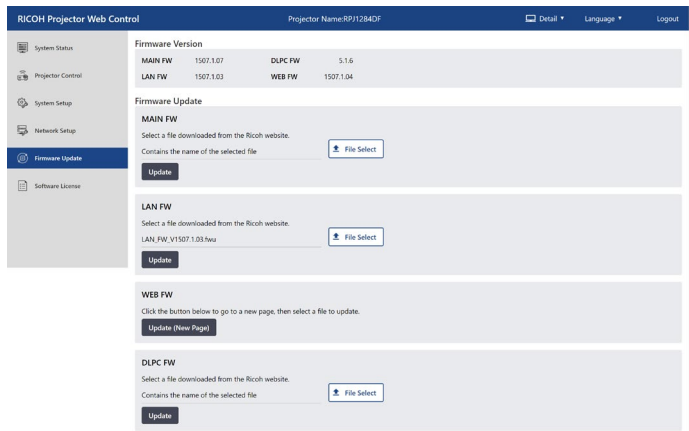 RICOH Projector Web Control
Projector Name:RPJ1284DF
Detail ▼
Language ▼
Logout
System Status
Projector Control
System Setup
Network Setup
Firmware Update
Software License
Firmware Version
MAIN FW 1507.1.07 DLPC FW 5.1.6
LAN FW 1507.1.03 WEB FW 1507.1.04
Firmware Update
MAIN FW
Select a file downloaded from the Ricoh website.
Contains the name of the selected file
File Select
Update
LAN FW
Select a file downloaded from the Ricoh website.
LAN_FW_V1507.1.03.fwu
File Select
Update
WEB FW
Click the button below to go to a new page, then select a file to update.
Update (New Page)
DLPC FW
Select a file downloaded from the Ricoh website.
Contains the name of the selected file
File Select
Update